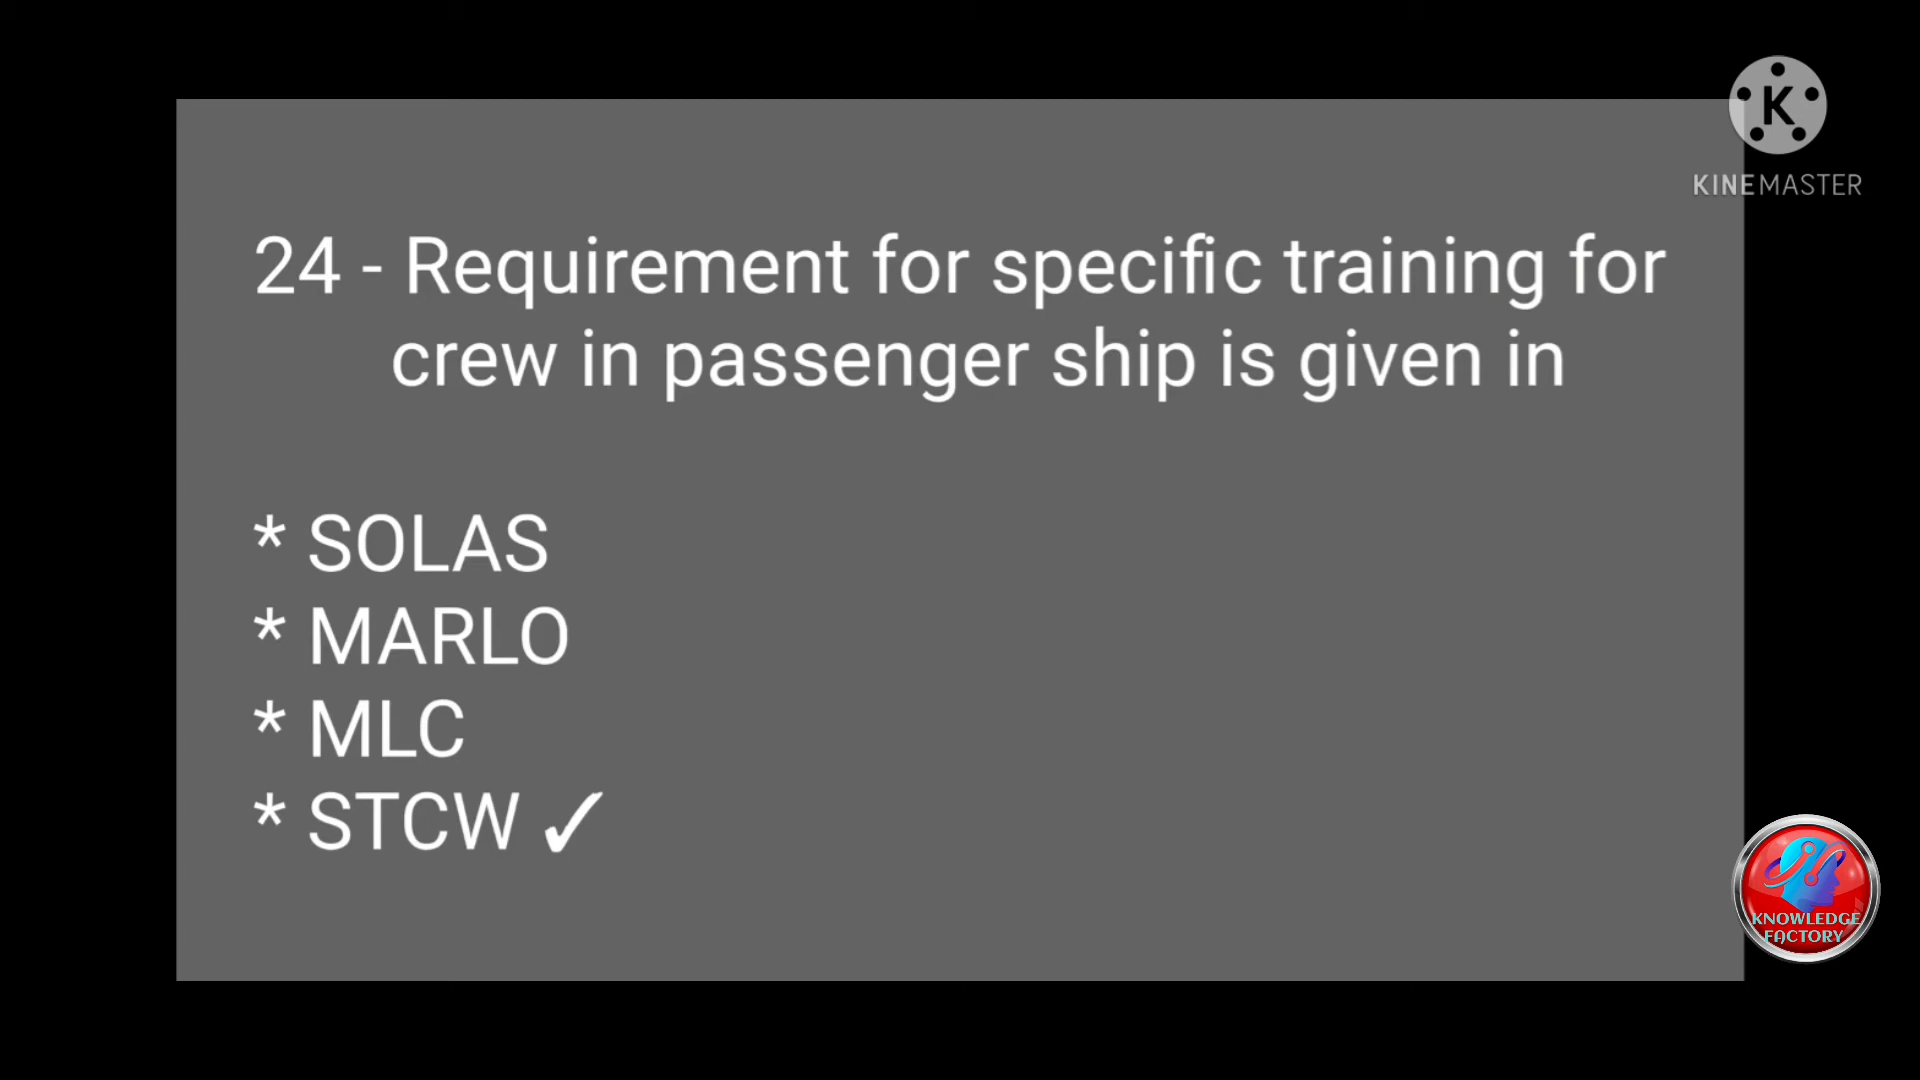 K
KINEMASTER
24 - Requirement for specific training for
crew in passenger ship is given in
* SOLAS
* MARLO
* MLC
* STCW ✓
KNOWLEDGE
FACTORY